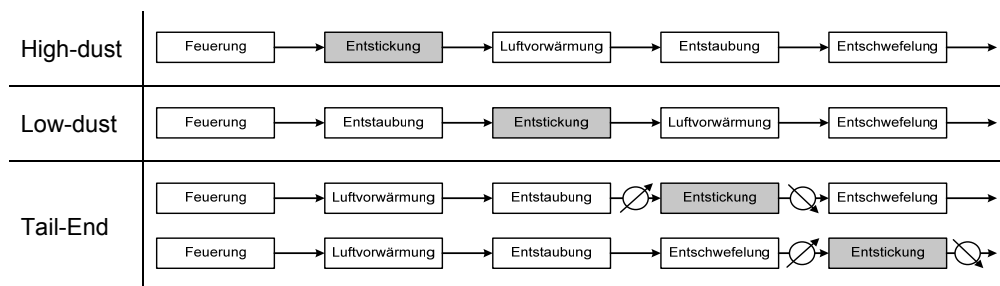 High-dust
Feuerung Entstickung Luftvorwärmung Entstaubung Entschwefelung
Low-dust
Feuerung Entstaubung Entstickung Luftvorwärmung Entschwefelung
Tail-End
Feuerung Luftvorwärmung Entstaubung Entstickung Entschwefelung
Feuerung Luftvorwärmung Entstaubung Entschwefelung Entstickung